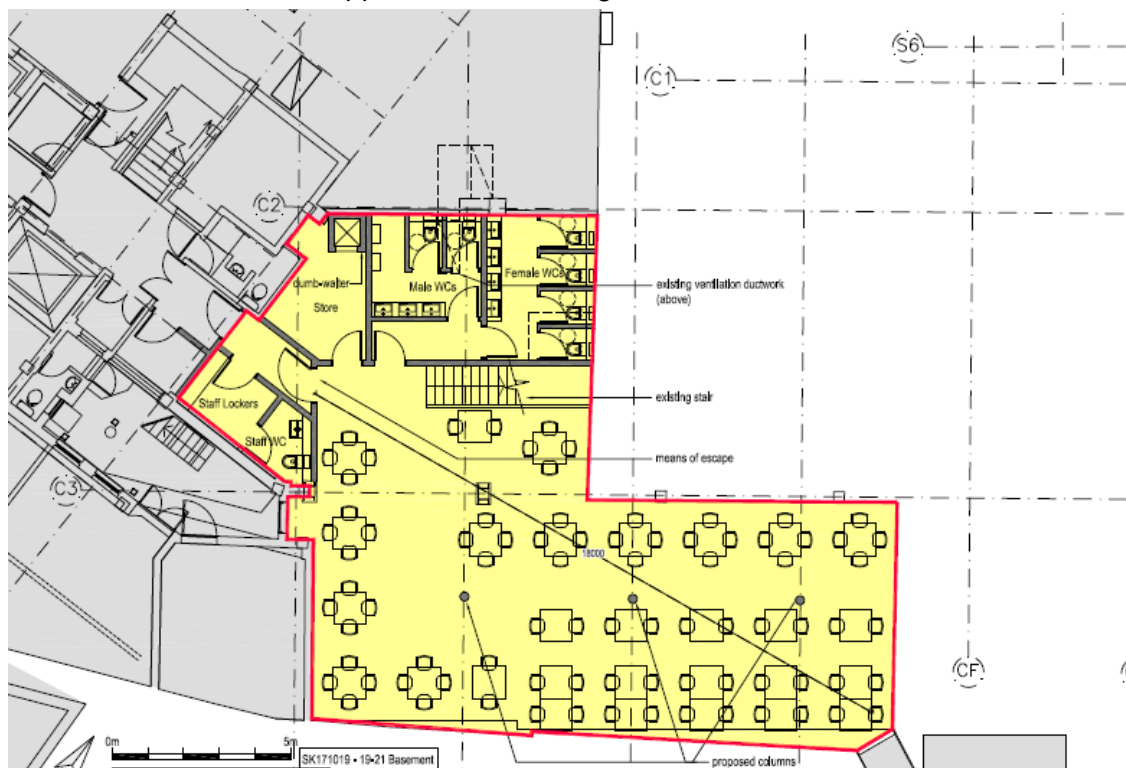 S6
C1
C2
dumb-waiter
Store
Male WCs
Female WCs
existing ventilation ductwork
(above)
Staff Lockers
existing stair
Staff WC
means of escape
C3
18000
CF
0m
5m
SK171019 - 19-21 Basement
proposed columns